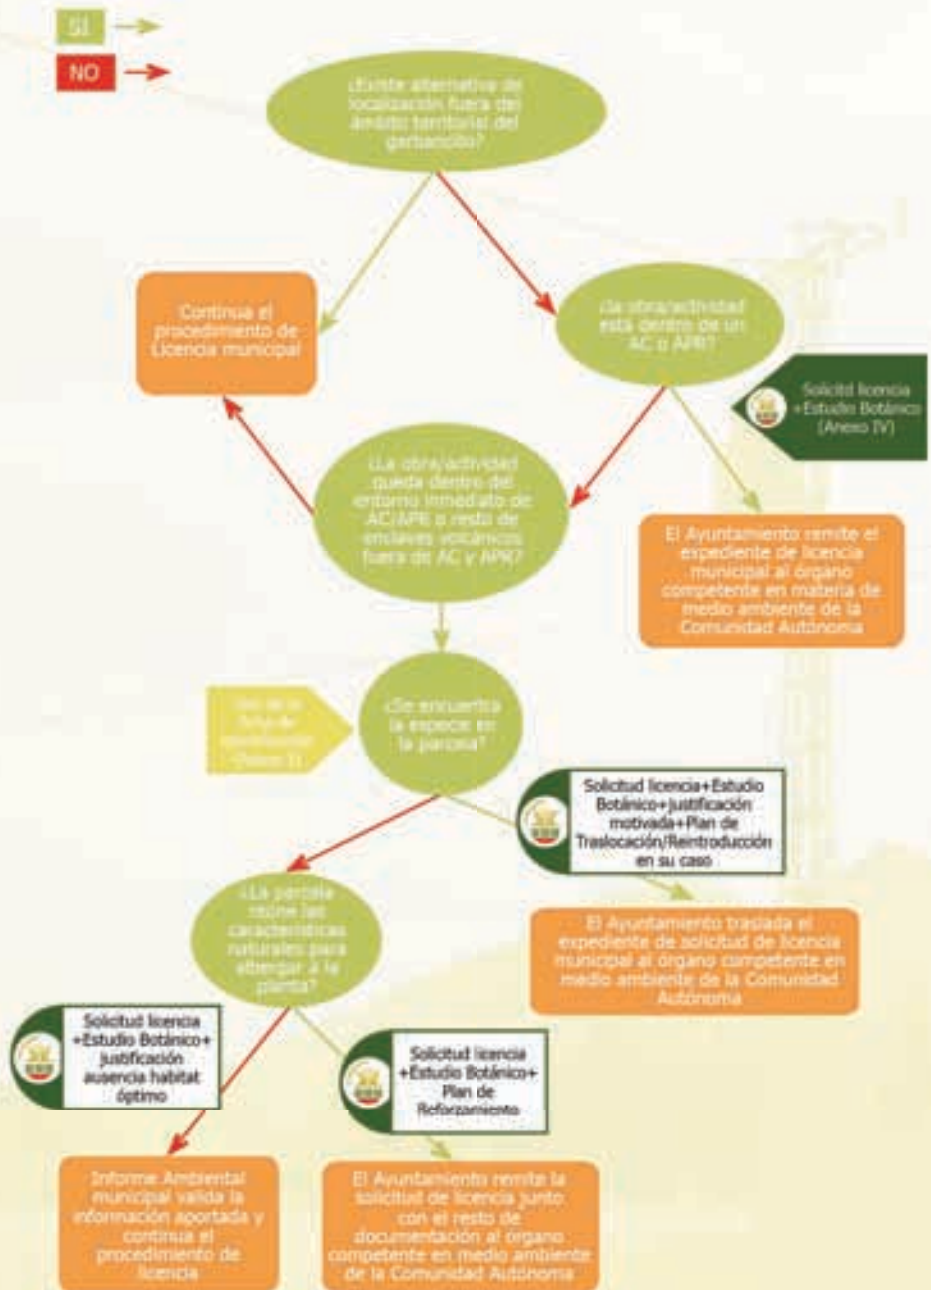 SI
NO
¿Existe alternativa de
localización fuera del
ámbito territorial del
garbancillo?
Continua el
procedimiento de
Licencia municipal
¿la obra/actividad
está dentro de un
AC o APR?
Solicitd licencia
+Estudio Botánico
(Anexo IV)
¿La obra/actividad
queda dentro del
entorno inmediato de
AC/APR o resto de
enclaves volcánicos
fuera de AC y APR?
El Ayuntamiento remite el
expediente de licencia
municipal al órgano
competente en materia de
medio ambiente de la
Comunidad Autónoma
¿Se encuentra
la especie en
la parcela?
Solicitud licencia+Estudio
Botánico+justificación
motivada+Plan de
Traslocación/Reintroducción
en su caso
¿La parcela
reúne las
características
naturales para
albergar a la
planta?
El Ayuntamiento traslada el
expediente de solicitud de licencia
municipal al órgano competente en
medio ambiente de la Comunidad
Autónoma
Solicitud licencia
+Estudio Botánico+
justificación
ausencia habitat
óptimo
Solicitud licencia
+Estudio Botánico+
Plan de
Reforzamiento
Informe Ambiental
municipal valida la
información aportada y
continua el
procedimiento de
licencia
El Ayuntamiento remite la
solicitud de licencia junto
con el resto de
documentación al órgano
competente en medio ambiente
de la Comunidad Autónoma